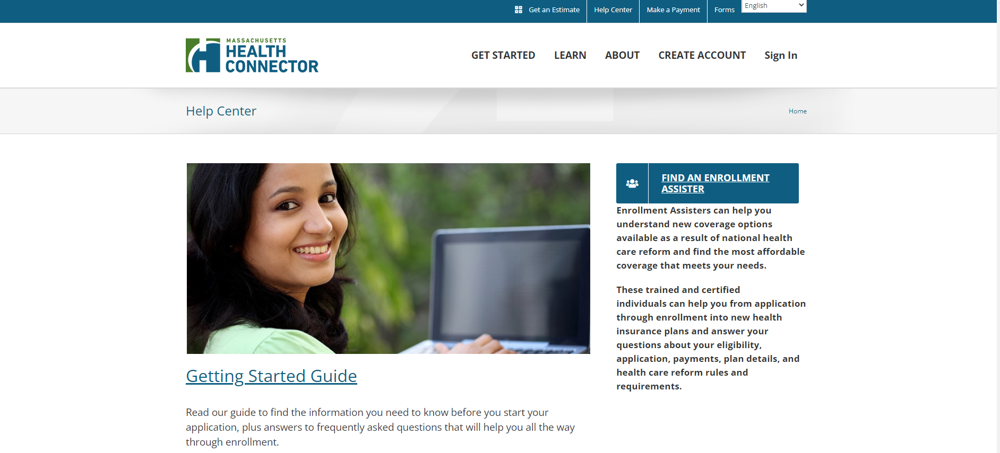 Get an Estimate
Help Center
Make a Payment
Forms
English
MASSACHUSETTS
HEALTH
CONNECTOR
GET STARTED
LEARN
ABOUT
CREATE ACCOUNT
Sign In
Help Center
Home
FIND AN ENROLLMENT
ASSISTER
Enrollment Assisters can help you
understand new coverage options
available as a result of national health
care reform and find the most affordable
coverage that meets your needs.
These trained and certified
individuals can help you from application
through enrollment into new health
insurance plans and answer your
questions about your eligibility,
application, payments, plan details, and
health care reform rules and
requirements.
Getting Started Guide
Read our guide to find the information you need to know before you start your
application, plus answers to frequently asked questions that will help you all the way
through enrollment.